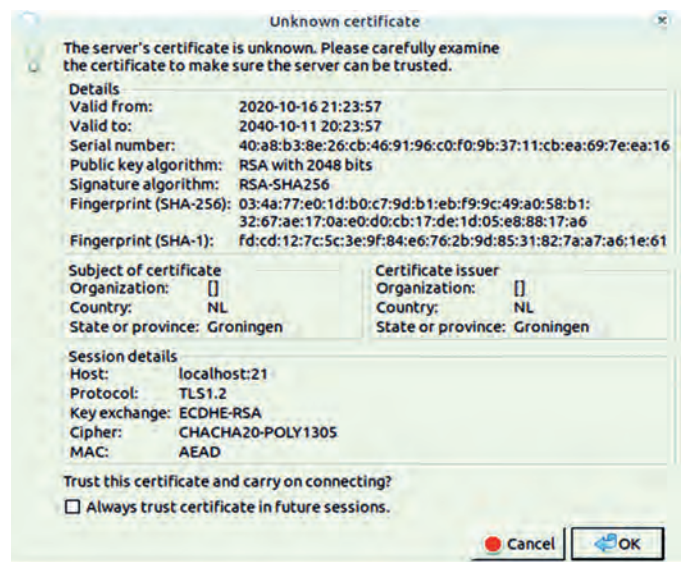 Unknown certificate
The server's certificate is unknown. Please carefully examine
the certificate to make sure the server can be trusted.
Details
Valid from: 2020-10-16 21:23:57
Valid to: 2040-10-11 20:23:57
Serial number: 40:a8:b3:8e:26:cb:46:91:96:c0:f0:9b:37:11:cb:ea:69:7e:ea:16
Public key algorithm: RSA with 2048 bits
Signature algorithm: RSA-SHA256
Fingerprint (SHA-256): 03:4a:77:e0:1d:b0:c7:9d:b1:eb:f9:9c:49:a0:58:b1:
32:67:ae:17:0a:e0:d0:cb:17:de:1d:05:e8:88:17:a6
Fingerprint (SHA-1): fd:cd:12:7c:5c:3e:9f:84:e6:76:2b:9d:85:31:82:7a:a7:a6:1e:61
Subject of certificate
Organization: []
Country: NL
State or province: Groningen
Certificate issuer
Organization: []
Country: NL
State or province: Groningen
Session details
Host: localhost:21
Protocol: TLS1.2
Key exchange: ECDHE-RSA
Cipher: CHACHA20-POLY1305
MAC: AEAD
Trust this certificate and carry on connecting?
Always trust certificate in future sessions.
Cancel
OK